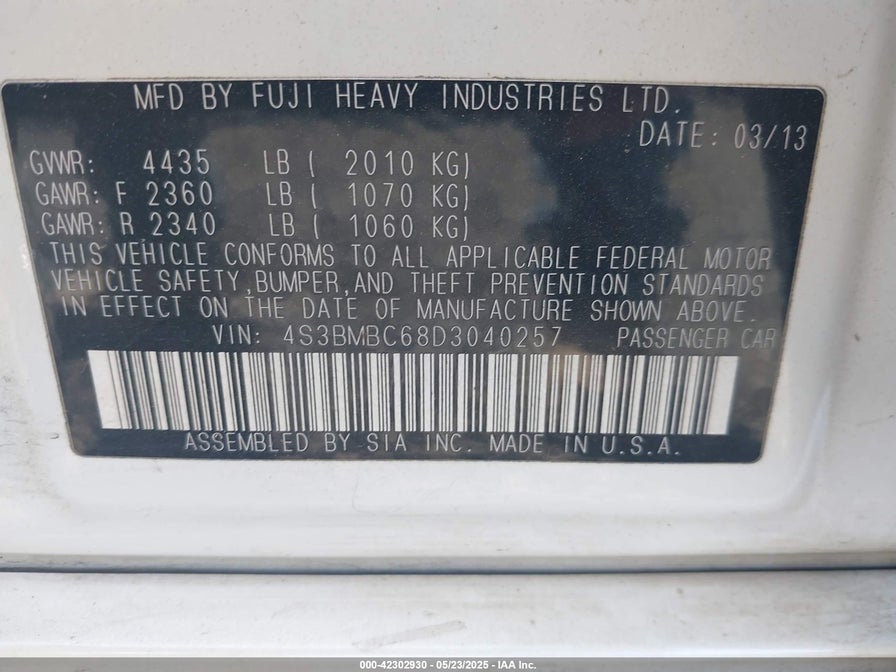 MFD BY FUJI HEAVY INDUSTRIES LTD.
DATE: 03/13
GVWR: 4435 LB ( 2010 KG)
GAWR: F 2360 LB ( 1070 KG)
GAWR: R 2340 LB ( 1060 KG)
THIS VEHICLE CONFORMS TO ALL APPLICABLE FEDERAL MOTOR
VEHICLE SAFETY,BUMPER,AND THEFT PREVENTION STANDARDS
IN EFFECT ON THE DATE OF MANUFACTURE SHOWN ABOVE.
VIN: 4S3BMBC68D3040257 PASSENGER CAR
ASSEMBLED BY SIA INC. MADE IN U.S.A.
000-42302930 - 05/23/2025 - IAA Inc.